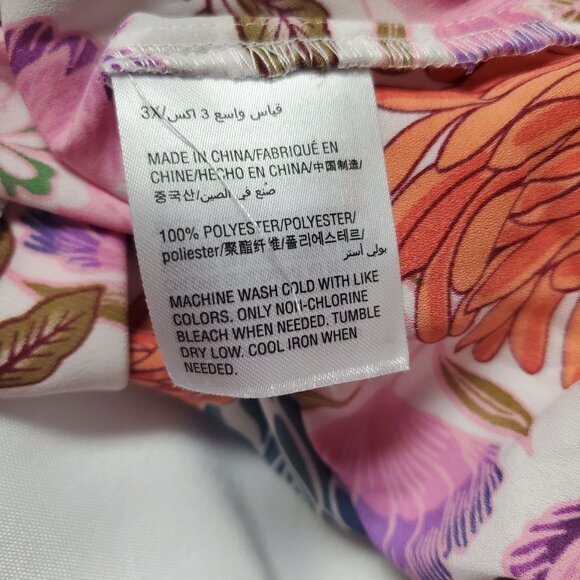 3X/قياس واسع 3 اكس
MADE IN CHINA/FABRIQUÉ EN
CHINE/HECHO EN CHINA/中国制造/
중국산/صنع في الصين
100% POLYESTER/POLYESTER/
poliester/聚酯纤维/폴리에스테르/
بولي أستر
MACHINE WASH COLD WITH LIKE
COLORS. ONLY NON-CHLORINE
BLEACH WHEN NEEDED. TUMBLE
DRY LOW. COOL IRON WHEN
NEEDED.